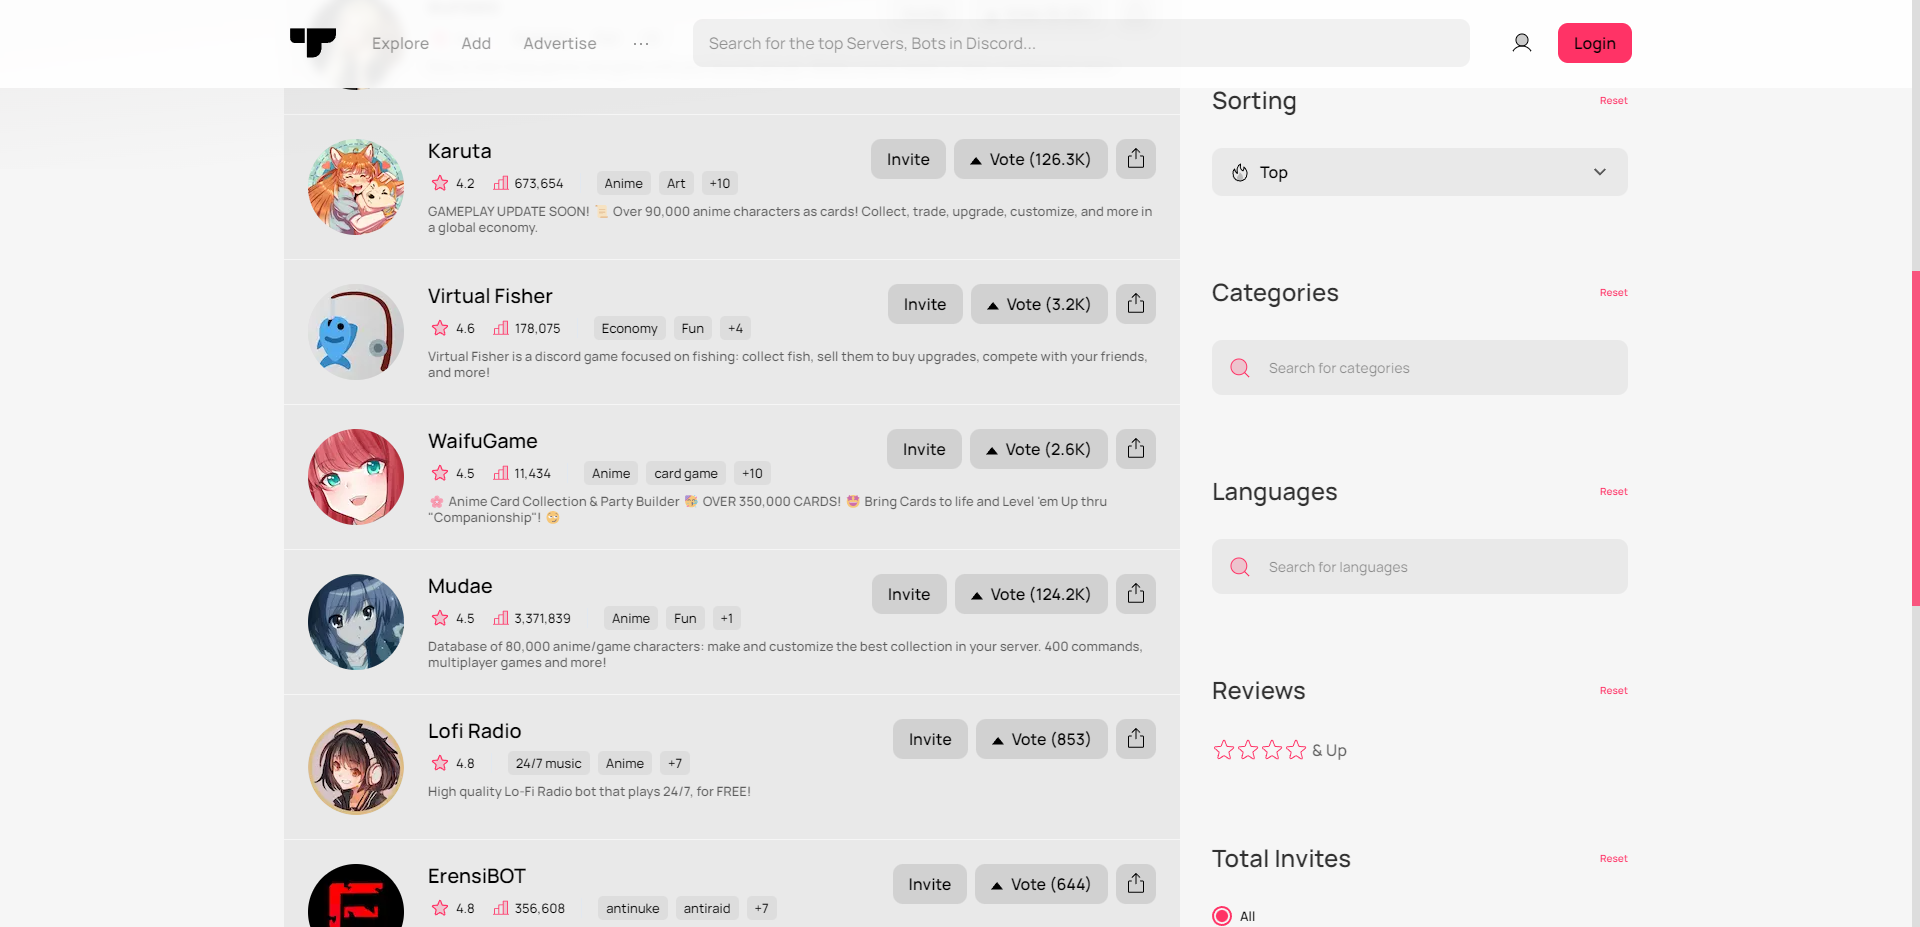 Explore
Add
Advertise
···
Search for the top Servers, Bots in Discord...
Login
Karuta
4.2
673,654
Anime
Art
+10
GAMEPLAY UPDATE SOON! 📜 Over 90,000 anime characters as cards! Collect, trade, upgrade, customize, and more in
a global economy.
Invite
Vote (126.3K)
Virtual Fisher
4.6
178,075
Economy
Fun
+4
Virtual Fisher is a discord game focused on fishing: collect fish, sell them to buy upgrades, compete with your friends,
and more!
Invite
Vote (3.2K)
WaifuGame
4.5
11,434
Anime
card game
+10
🌸 Anime Card Collection & Party Builder 🎏 OVER 350,000 CARDS! 🤩 Bring Cards to life and Level 'em Up thru
"Companionship"! 😳
Invite
Vote (2.6K)
Mudae
4.5
3,371,839
Anime
Fun
+1
Database of 80,000 anime/game characters: make and customize the best collection in your server. 400 commands,
multiplayer games and more!
Invite
Vote (124.2K)
Lofi Radio
4.8
24/7 music
Anime
+7
High quality Lo-Fi Radio bot that plays 24/7, for FREE!
Invite
Vote (853)
ErensiBOT
4.8
356,608
antinuke
antiraid
+7
Invite
Vote (644)
Sorting
Reset
Top
Categories
Reset
Search for categories
Languages
Reset
Search for languages
Reviews
Reset
& Up
Total Invites
Reset
All